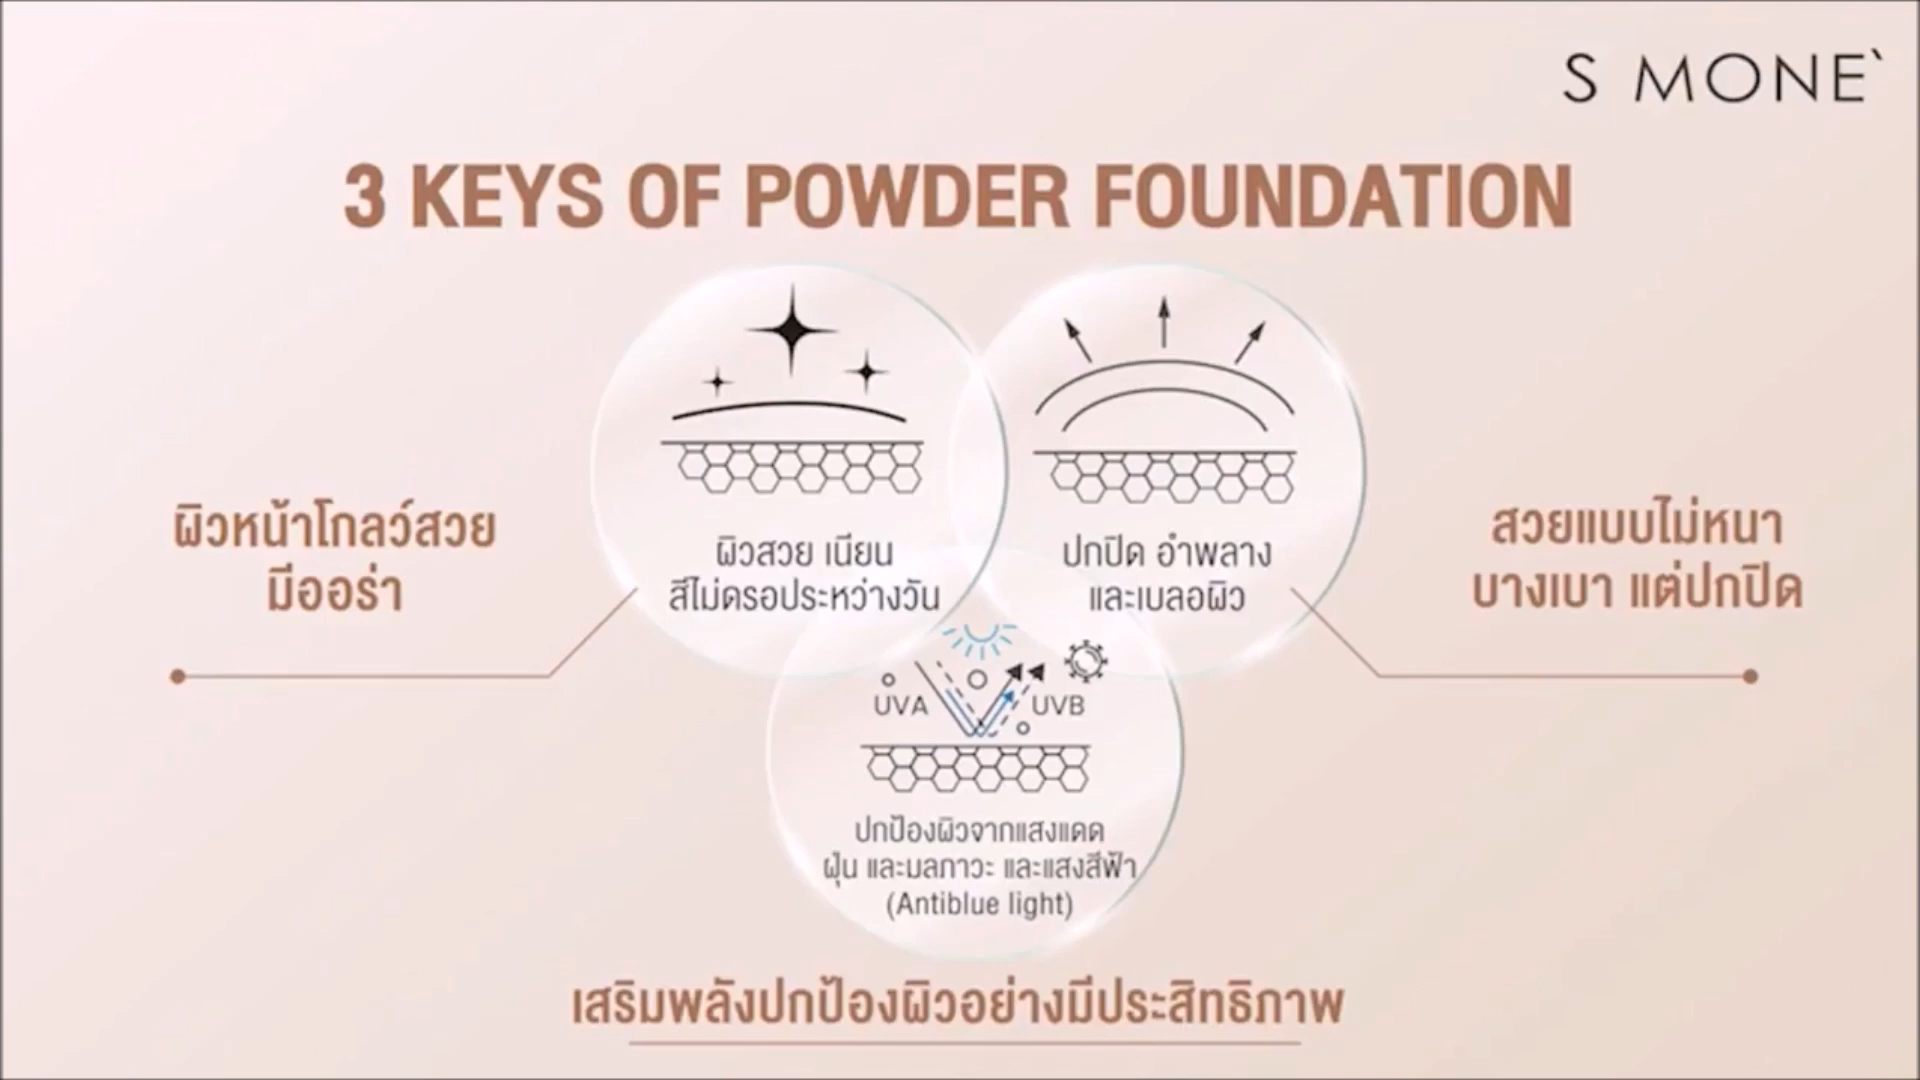 S MONE`
3 KEYS OF POWDER FOUNDATION
ผิวหน้าโกลว์สวย
มีออร่า
ผิวสวย เนียน
สีไม่ดรอประหว่างวัน
ปกปิด อำพลาง
และเบลอผิว
สวยแบบไม่หนา
บางเบา แต่ปกปิด
UVA
UVB
ปกป้องผิวจากแสงแดด
ฝุ่น และมลภาวะ และแสงสีฟ้า
(Antiblue light)
เสริมพลังปกป้องผิวอย่างมีประสิทธิภาพ